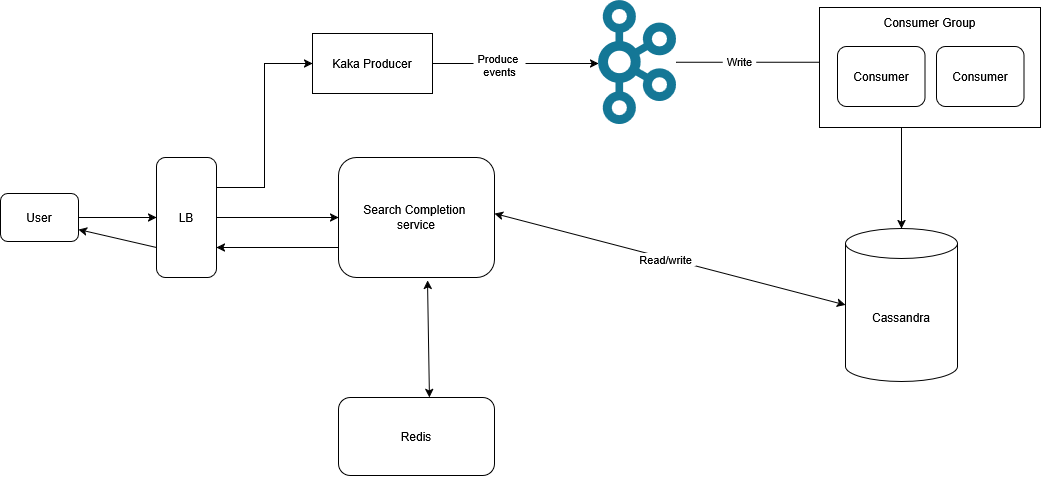 Consumer Group
Kaka Producer
Produce
events
Write
Consumer
Consumer
User
LB
Search Completion
service
Read/write
Cassandra
Redis